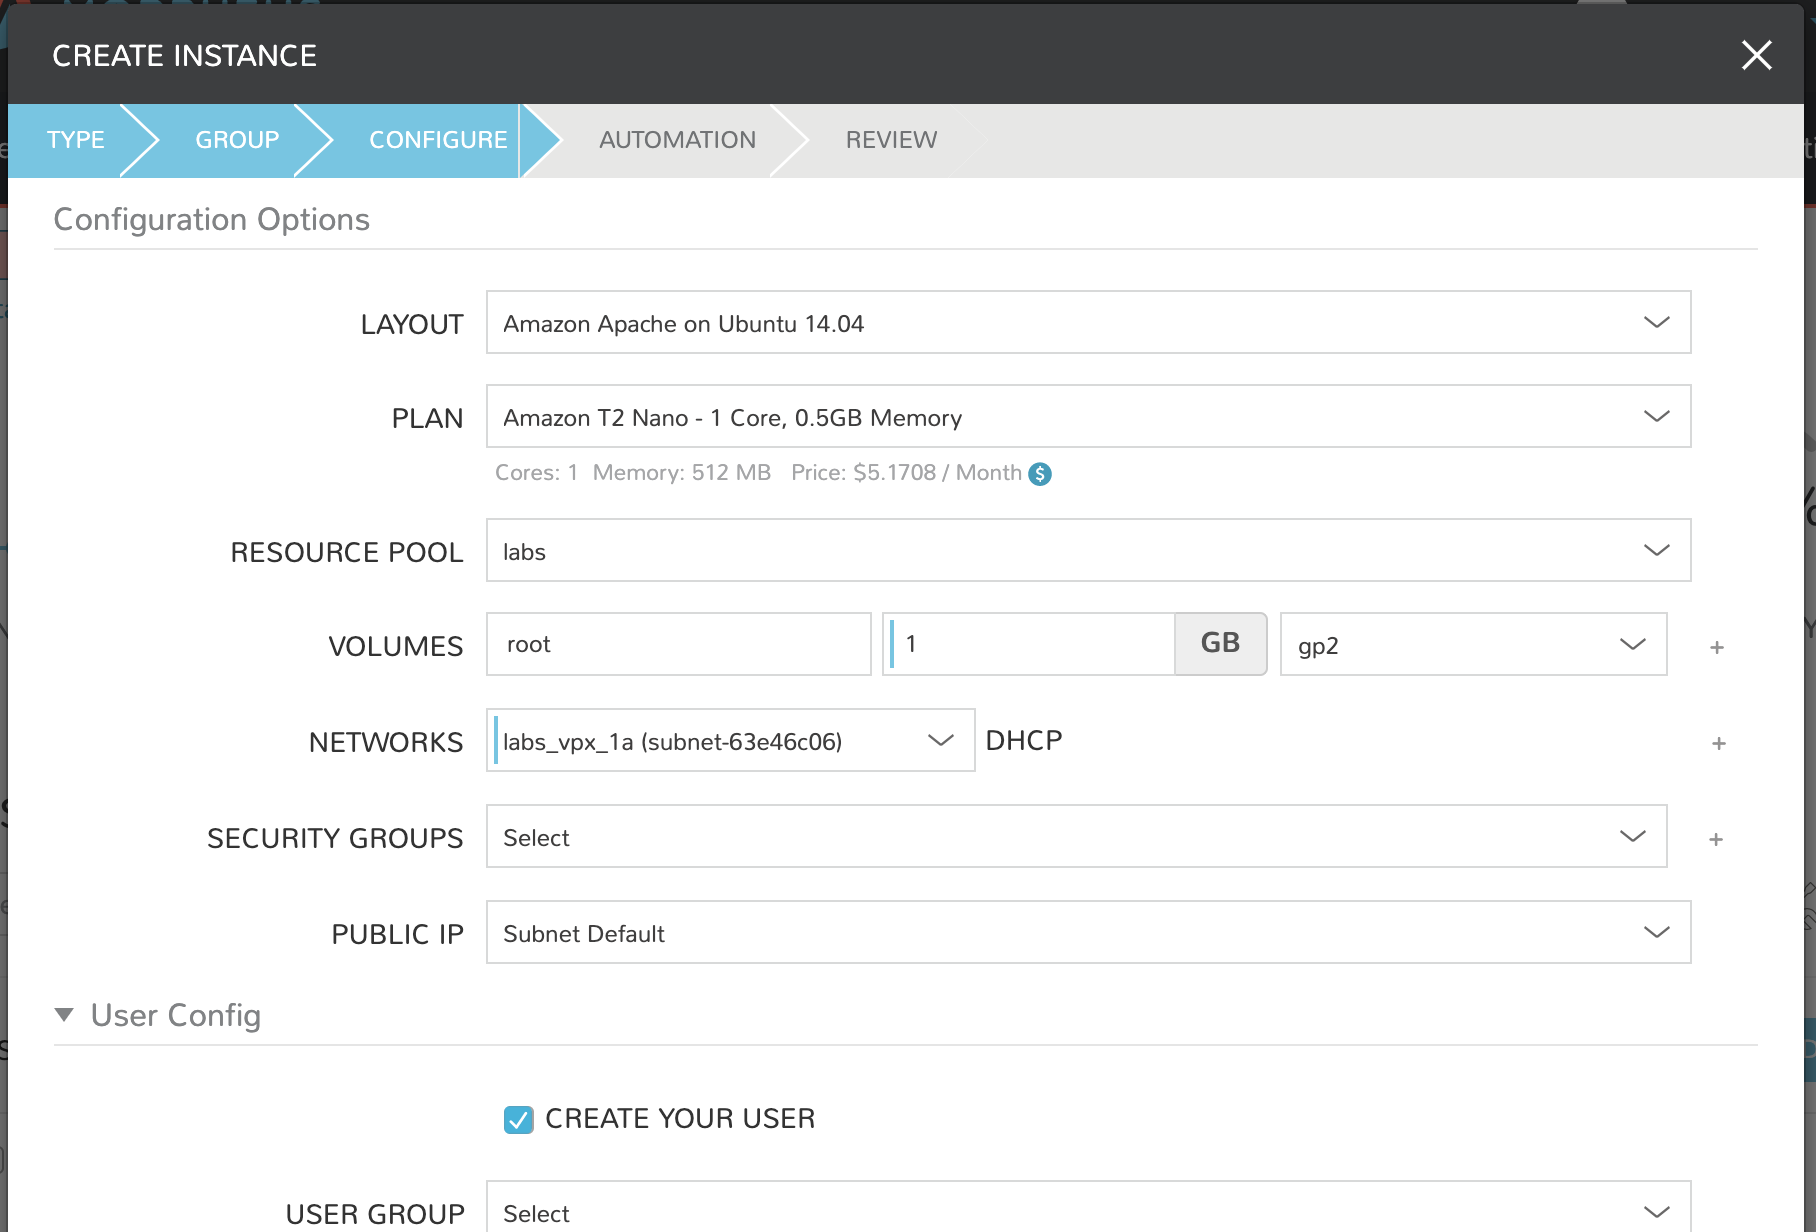 CREATE INSTANCE
TYPE GROUP CONFIGURE AUTOMATION REVIEW
Configuration Options
LAYOUT Amazon Apache on Ubuntu 14.04
PLAN Amazon T2 Nano - 1 Core, 0.5GB Memory
Cores: 1 Memory: 512 MB Price: $5.1708 / Month $
RESOURCE POOL labs
VOLUMES root 1 GB gp2 +
NETWORKS labs_vpx_1a (subnet-63e46c06) DHCP +
SECURITY GROUPS Select +
PUBLIC IP Subnet Default
User Config
CREATE YOUR USER
USER GROUP Select